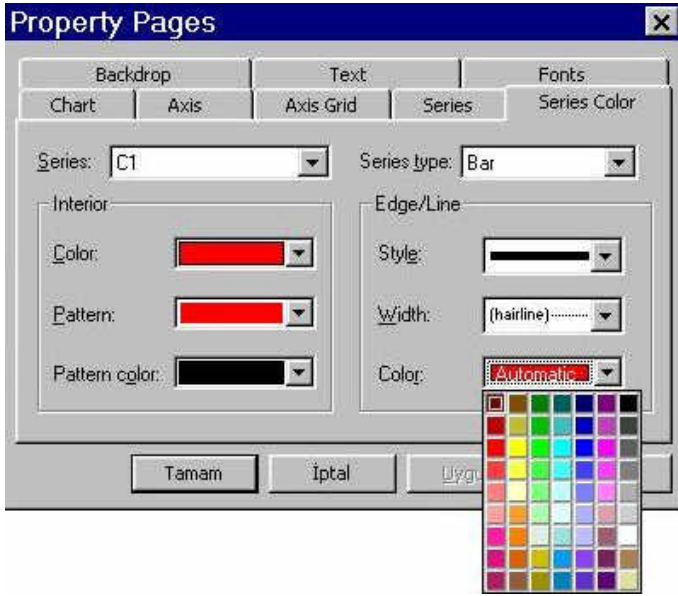 Property Pages
Backdrop Text Fonts
Chart Axis Axis Grid Series Series Color
Series: C1 Series type: Bar
Interior Edge/Line
Color: Style:
Pattern: Width: (hairline)
Pattern color: Color: Automatic
Tamam İptal